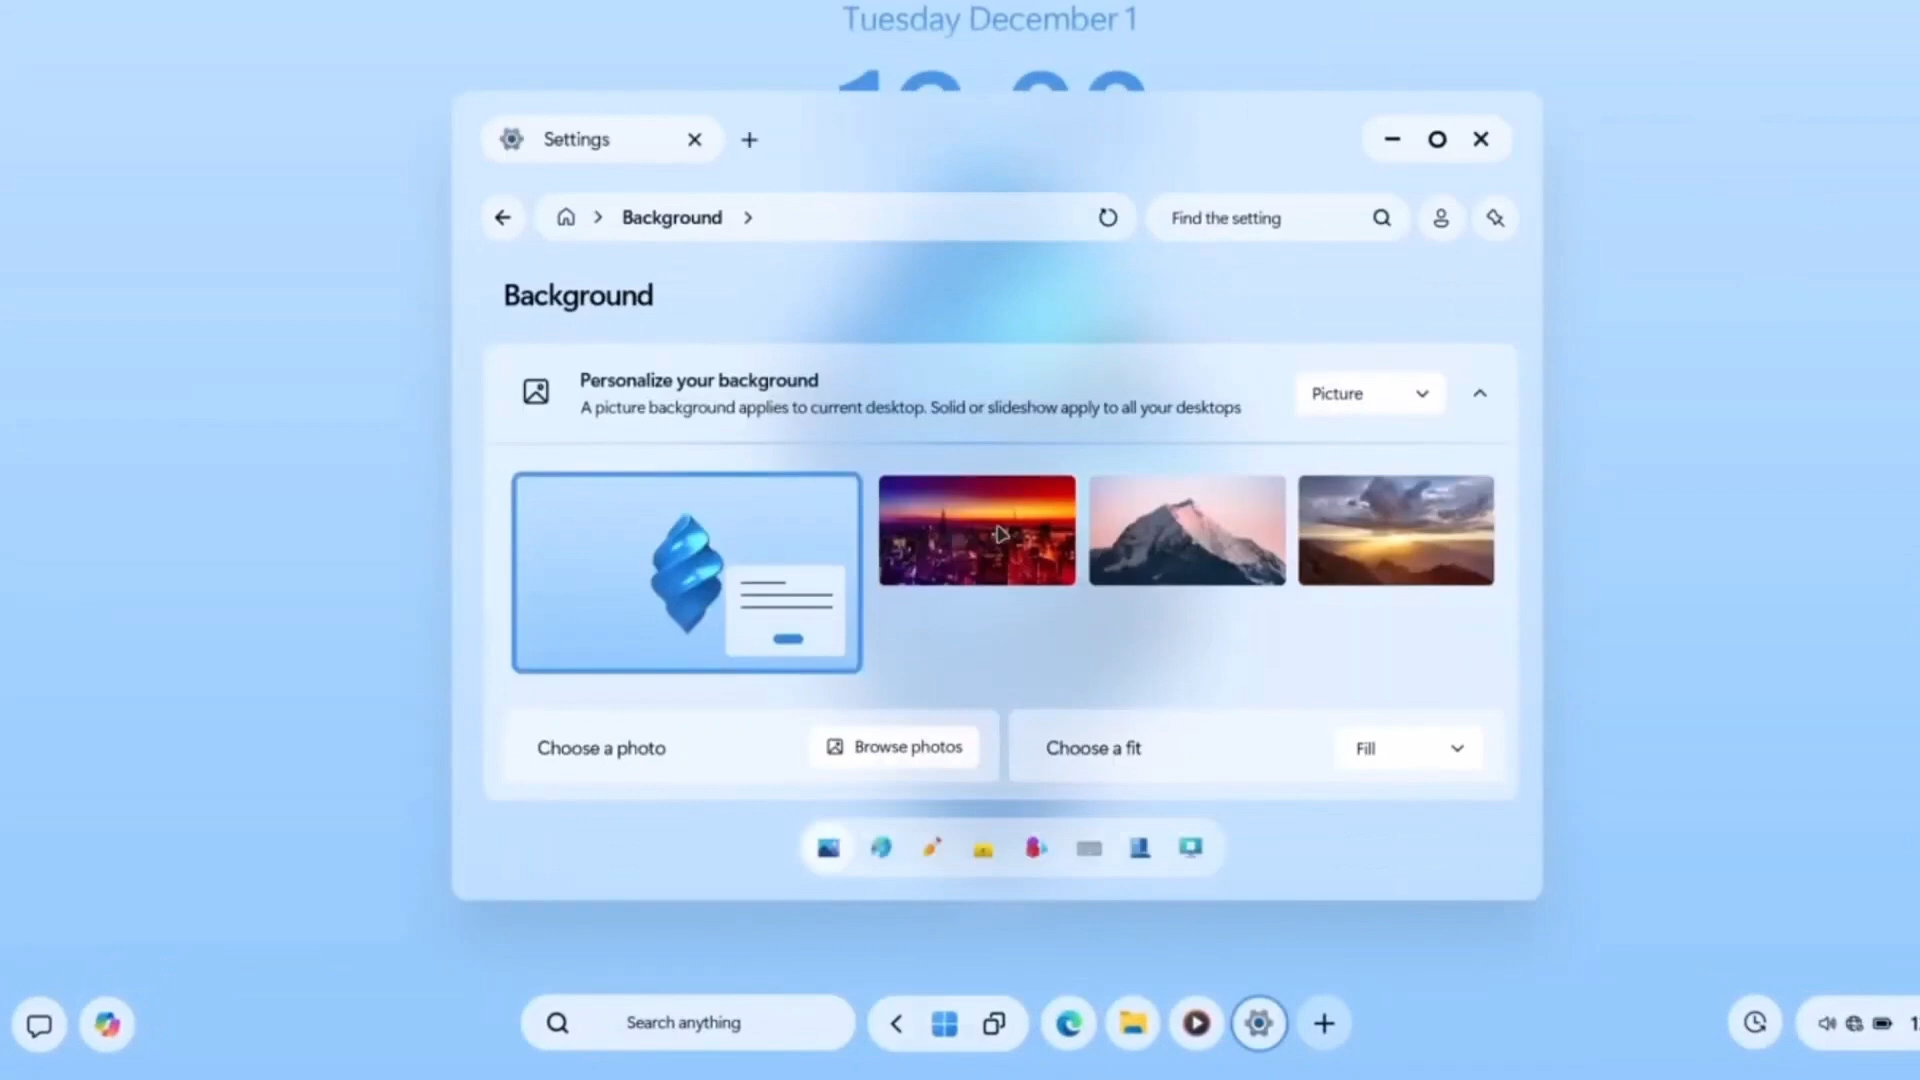 Tuesday December 1
Settings
Background
Find the setting
Background
Personalize your background
A picture background applies to current desktop. Solid or slideshow apply to all your desktops
Picture
Choose a photo
Browse photos
Choose a fit
Fill
Search anything